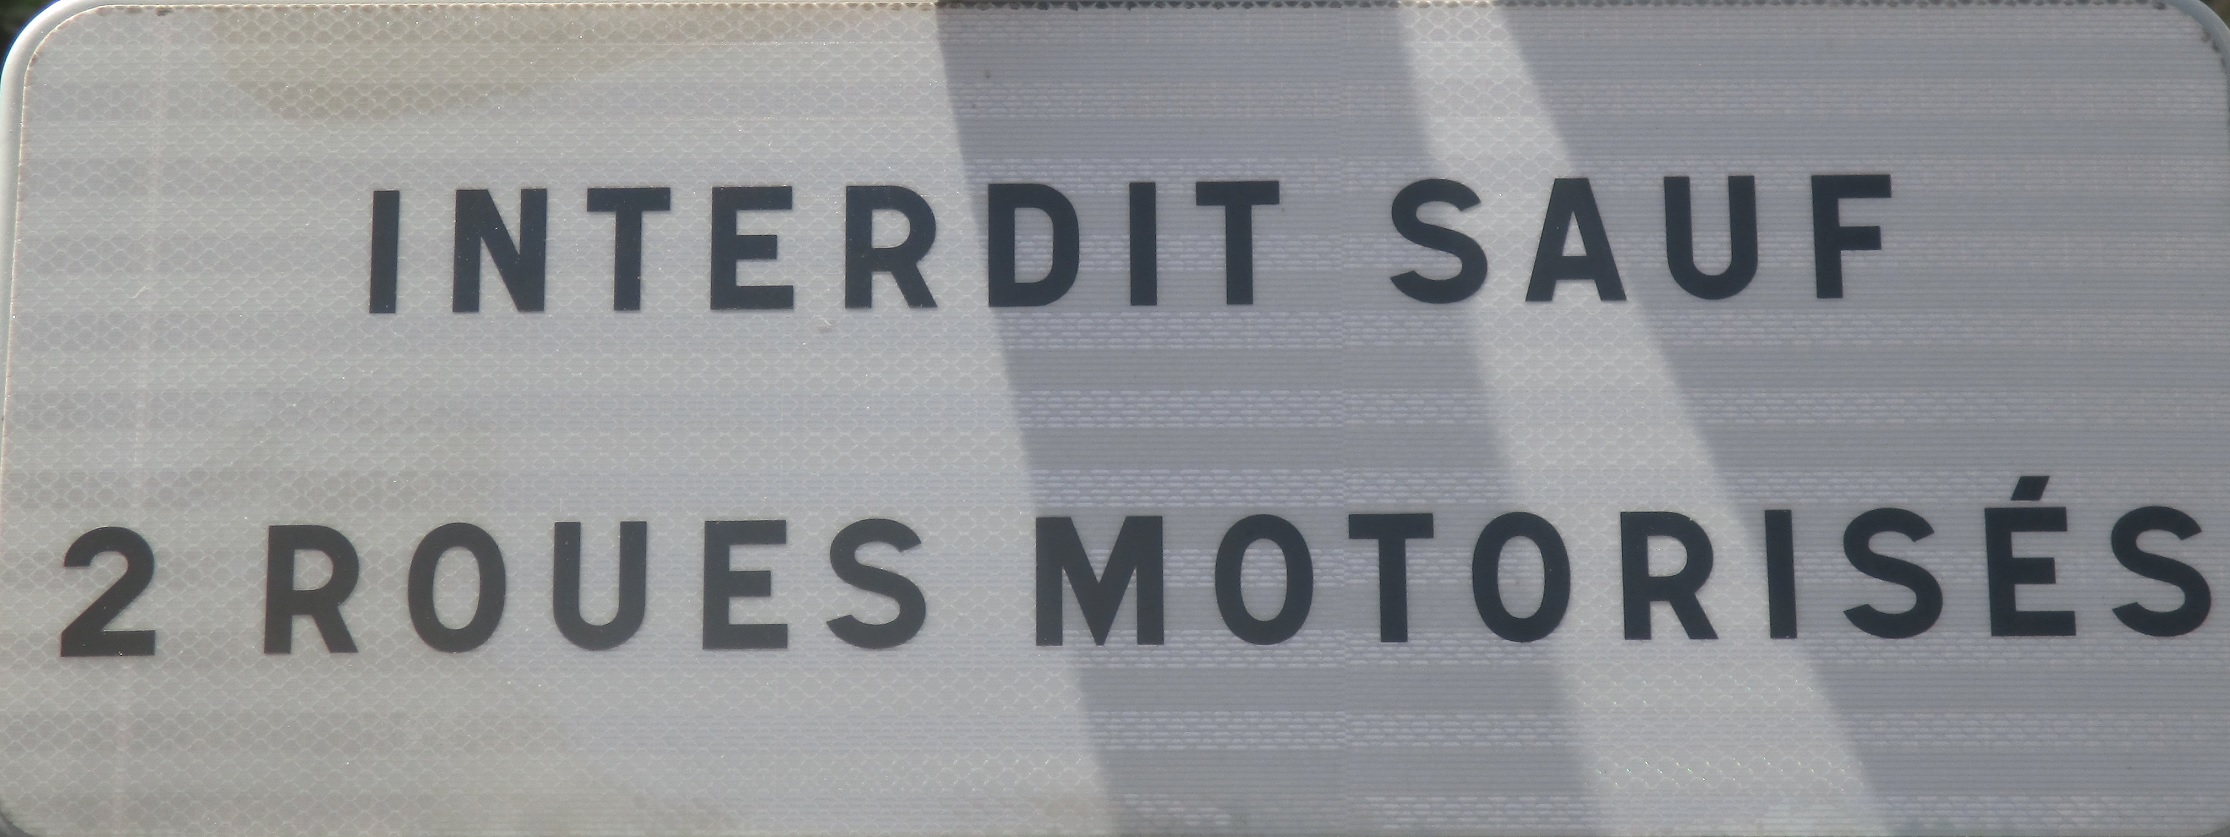 INTERDIT SAUF
2 ROUES MOTORISÉS